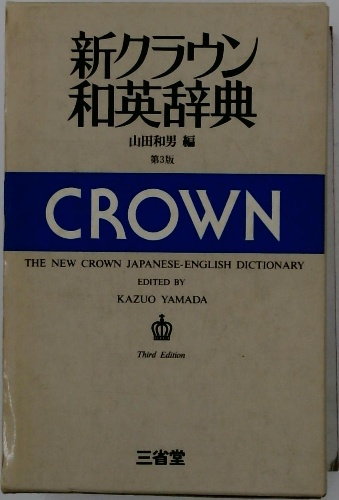 新クラウン
和英辞典
山田和男 編
第3版
CROWN
THE NEW CROWN JAPANESE-ENGLISH DICTIONARY
EDITED BY
KAZUO YAMADA
Third Edition
三省堂